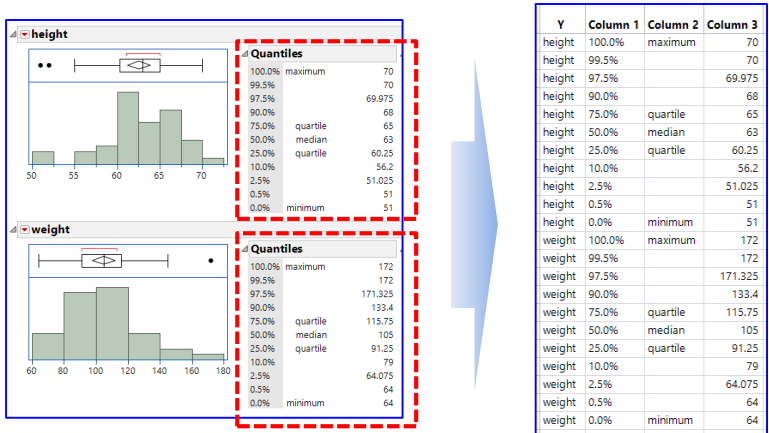 height
Quantiles
100.0% maximum 70
99.5% 70
97.5% 69.975
90.0% 68
75.0% quartile 65
50.0% median 63
25.0% quartile 60.25
10.0% 56.2
2.5% 51.025
0.5% 51
0.0% minimum 51
50 55 60 65 70
weight
Quantiles
100.0% maximum 172
99.5% 172
97.5% 171.325
90.0% 133.4
75.0% quartile 115.75
50.0% median 105
25.0% quartile 91.25
10.0% 79
2.5% 64.075
0.5% 64
0.0% minimum 64
60 80 100 120 140 160 180
Y Column 1 Column 2 Column 3
height 100.0% maximum 70
height 99.5% 70
height 97.5% 69.975
height 90.0% 68
height 75.0% quartile 65
height 50.0% median 63
height 25.0% quartile 60.25
height 10.0% 56.2
height 2.5% 51.025
height 0.5% 51
height 0.0% minimum 51
weight 100.0% maximum 172
weight 99.5% 172
weight 97.5% 171.325
weight 90.0% 133.4
weight 75.0% quartile 115.75
weight 50.0% median 105
weight 25.0% quartile 91.25
weight 10.0% 79
weight 2.5% 64.075
weight 0.5% 64
weight 0.0% minimum 64